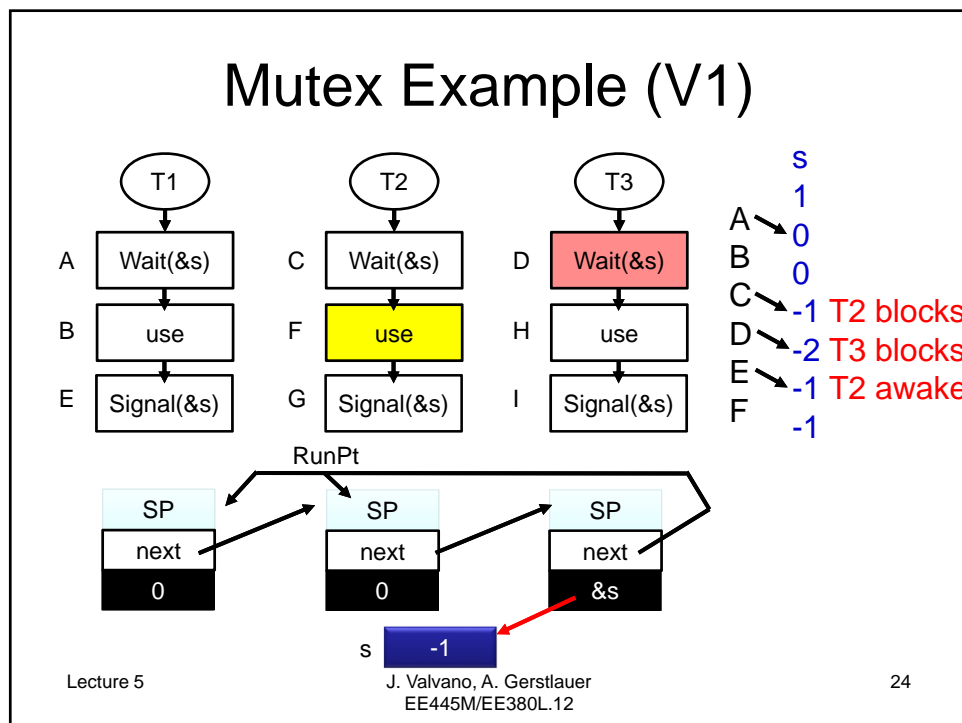 Mutex Example (V1)
T1
T2
T3
s
1
A
0
B
0
C
-1 T2 blocks
D
-2 T3 blocks
E
-1 T2 awake
F
-1
A
Wait(&s)
C
Wait(&s)
D
Wait(&s)
B
use
F
use
H
use
E
Signal(&s)
G
Signal(&s)
I
Signal(&s)
RunPt
SP
SP
SP
next
next
next
0
0
&s
s
-1
Lecture 5
J. Valvano, A. Gerstlauer
EE445M/EE380L.12
24